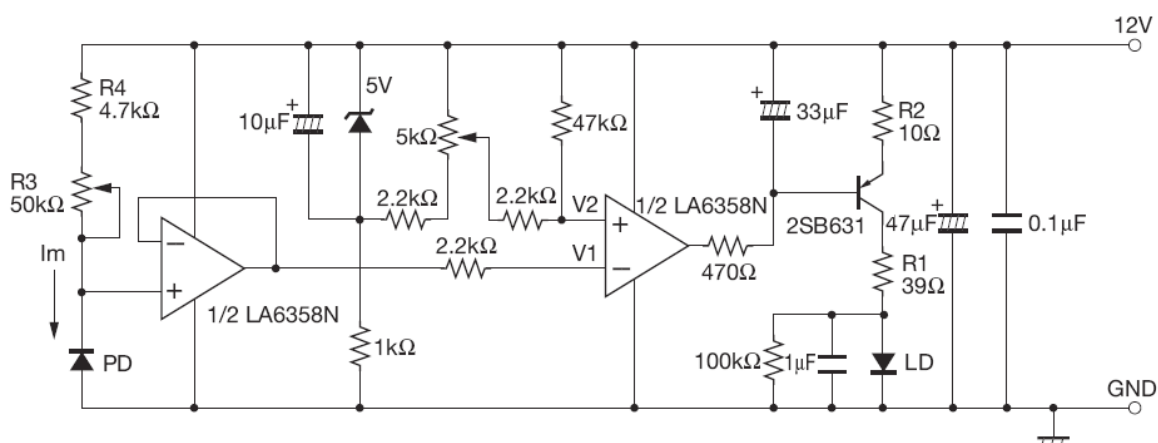 12V
R4
4.7kΩ
5V
10μF
+
5kΩ
47kΩ
+
33μF
R2
10Ω
R3
50kΩ
2.2kΩ
2.2kΩ
V2
1/2 LA6358N
2SB631
+
47μF
0.1μF
Im
−
+
1/2 LA6358N
2.2kΩ
V1
+
−
470Ω
R1
39Ω
PD
1kΩ
100kΩ
1μF
LD
GND